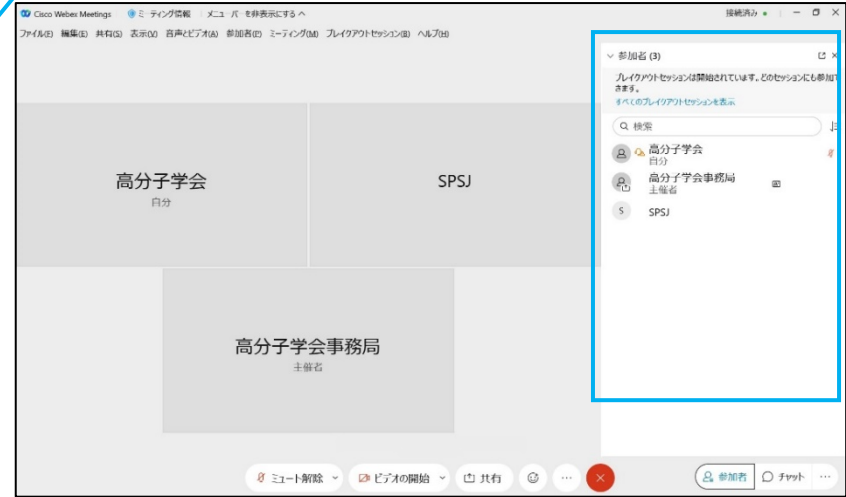 Cisco Webex Meetings ミーティング情報 メニューバーを非表示にする へ 接続済み
ファイル(E) 編集(E) 共有(S) 表示(V) 音声とビデオ(A) 参加者(P) ミーティング(M) プレイクアウトセッション(B) ヘルプ(H)
参加者 (3)
ブレイクアウトセッションは開始されています。どのセッションにも参加で
きます。
すべてのブレイクアウトセッションを表示
検索
高分子学会
自分
高分子学会事務局
主催者
S SPSJ
高分子学会
自分
SPSJ
高分子学会事務局
主催者
ミュート解除 ビデオの開始 共有 ... 参加者 チャット ...